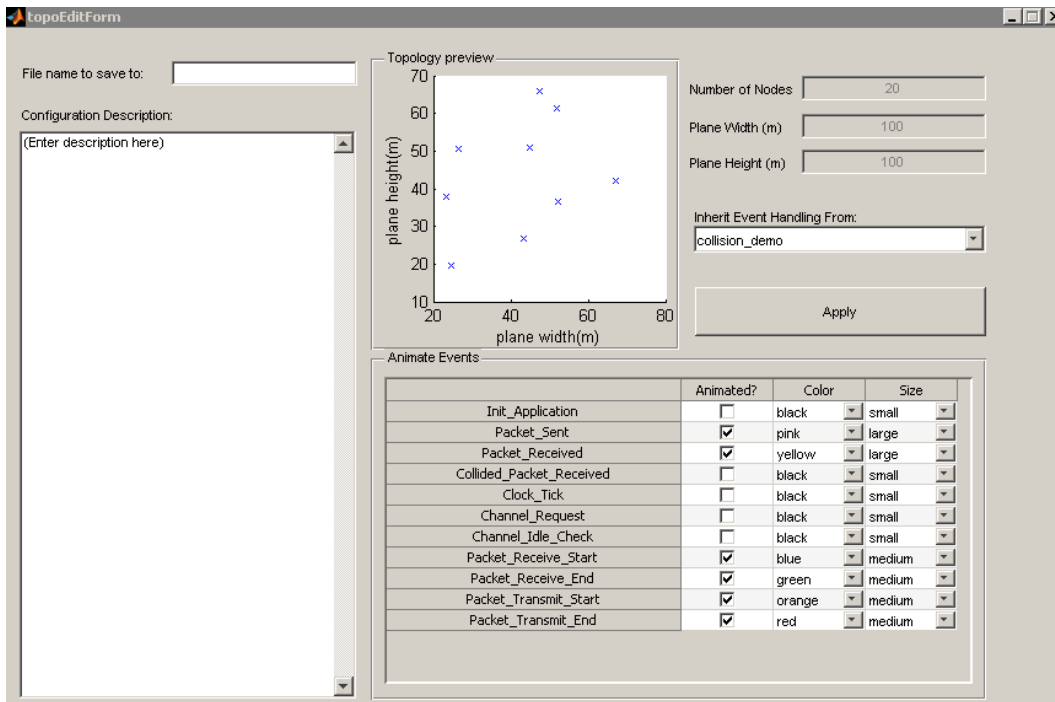 topoEditForm
File name to save to:
Configuration Description:
(Enter description here)
Topology preview
70
60
50
40
30
20
10
plane height(m)
20 40 60 80
plane width(m)
Number of Nodes 20
Plane Width (m) 100
Plane Height (m) 100
Inherit Event Handling From:
collision_demo
Apply
Animate Events
Animated? Color Size
Init_Application black small
Packet_Sent pink large
Packet_Received yellow large
Collided_Packet_Received black small
Clock_Tick black small
Channel_Request black small
Channel_Idle_Check black small
Packet_Receive_Start blue medium
Packet_Receive_End green medium
Packet_Transmit_Start orange medium
Packet_Transmit_End red medium